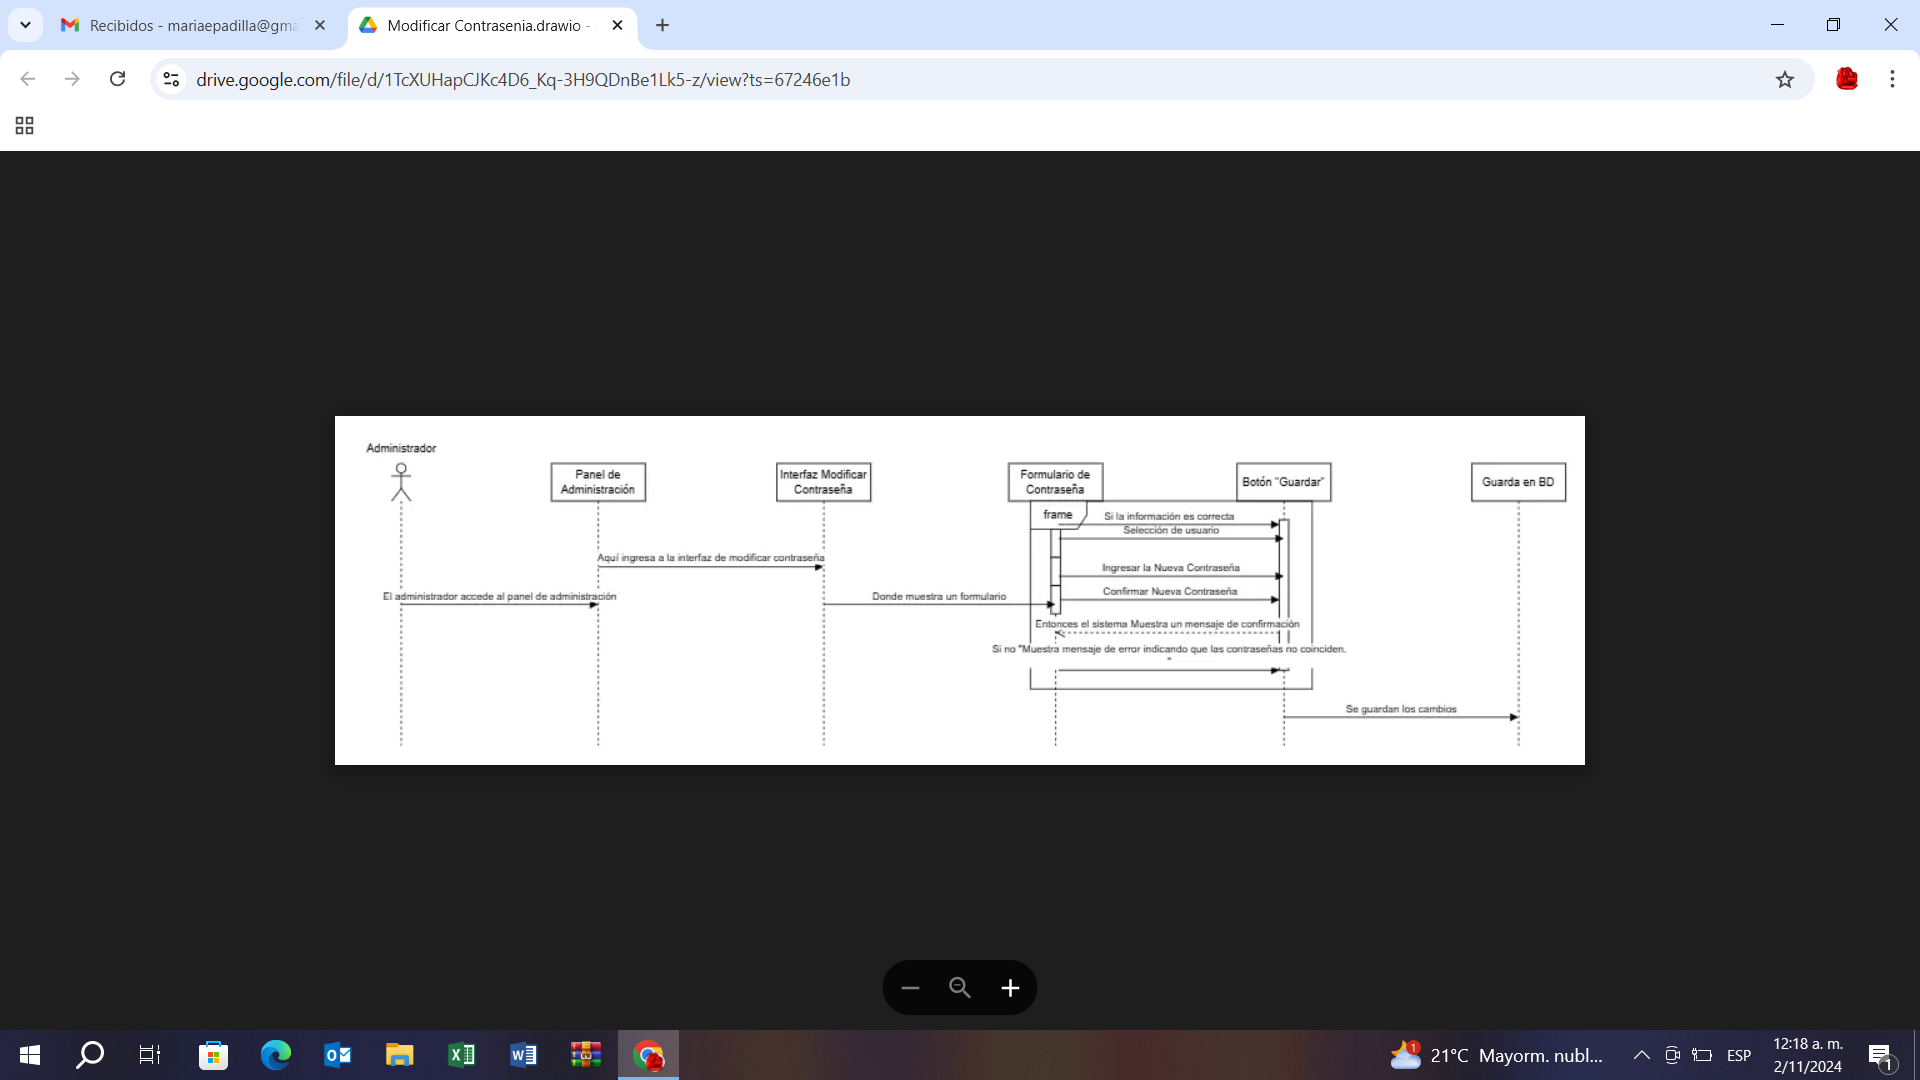 Recibidos - mariaepadilla@gma
Modificar Contrasenia.drawio -
drive.google.com/file/d/1TcXUHapCJKc4D6_Kq-3H9QDnBe1Lk5-z/view?ts=67246e1b
Administrador
Panel de
Administración
Interfaz Modificar
Contraseña
Formulario de
Contraseña
Botón "Guardar"
Guarda en BD
frame
Si la información es correcta
Selección de usuario
Aquí ingresa a la interfaz de modificar contraseña
Ingresar la Nueva Contraseña
El administrador accede al panel de administración
Donde muestra un formulario
Confirmar Nueva Contraseña
Entonces el sistema Muestra un mensaje de confirmación
Si no "Muestra mensaje de error indicando que las contraseñas no coinciden.
"
Se guardan los cambios
1
21°C Mayorm. nubl...
ESP
12:18 a. m.
2/11/2024
1